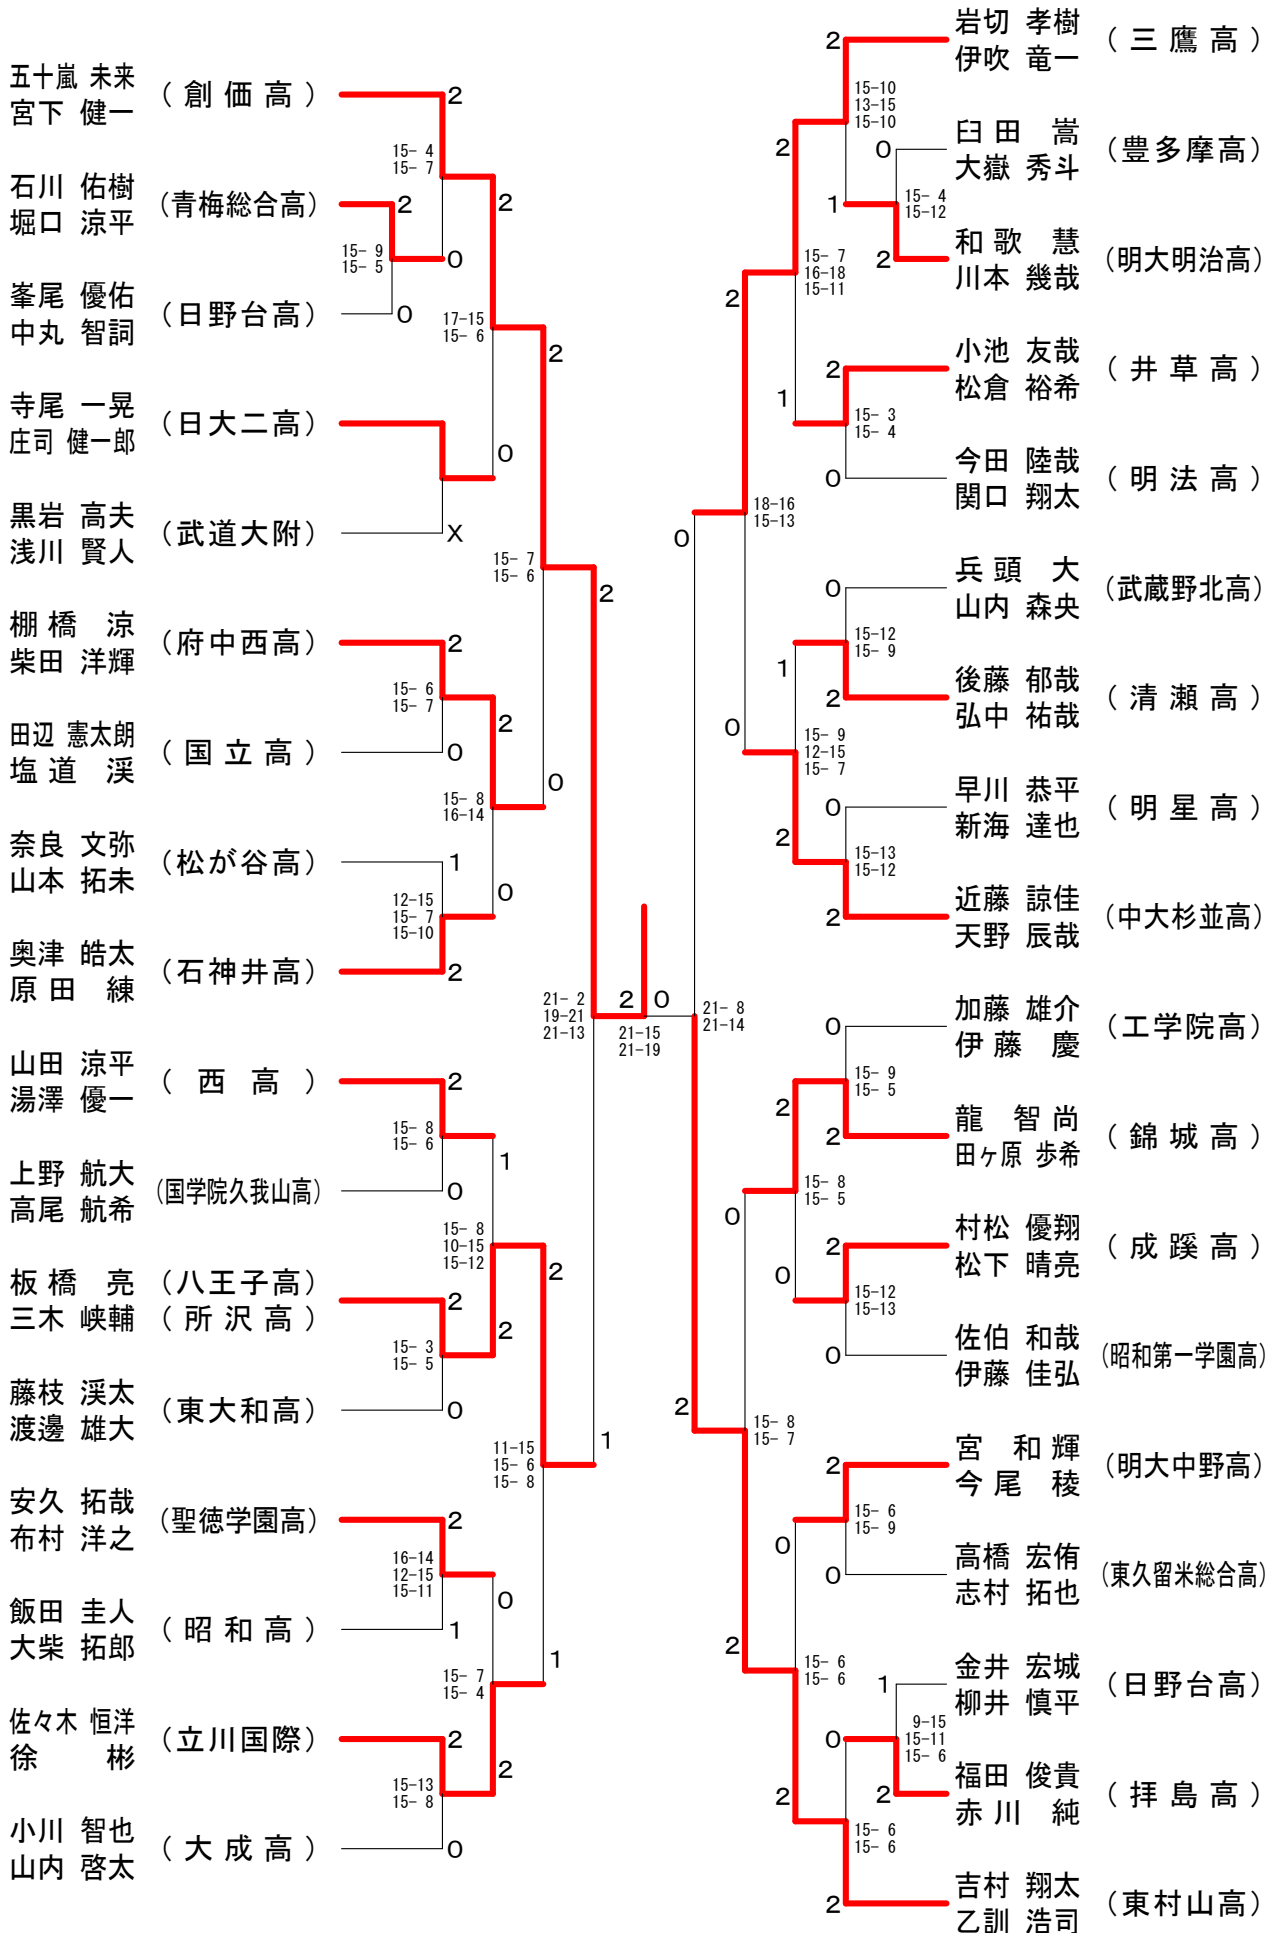 五十嵐 未来
宮下 健一
(創価高)
2
15- 4
15- 7
2
石川 佑樹
堀口 涼平
(青梅総合高)
2
15- 9
15- 5
0
峯尾 優佑
中丸 智詞
(日野台高)
0
17-15
15- 6
2
寺尾 一晃
庄司 健一郎
(日大二高)
0
黒岩 高夫
浅川 賢人
(武道大附)
X
15- 7
15- 6
2
棚橋 涼
柴田 洋輝
(府中西高)
2
15- 6
15- 7
2
田辺 憲太朗
塩道 渓
(国立高)
0
15- 8
16-14
0
奈良 文弥
山本 拓未
(松が谷高)
1
12-15
15- 7
15-10
0
奥津 皓太
原田 練
(石神井高)
2
21- 2
19-21
21-13
2
0
21-15
21-19
山田 涼平
湯澤 優一
(西高)
2
15- 8
15- 6
1
上野 航大
高尾 航希
(国学院久我山高)
0
15- 8
10-15
15-12
2
板橋 亮
三木 峡輔
(八王子高)
(所沢高)
2
15- 3
15- 5
2
藤枝 渓太
渡邊 雄大
(東大和高)
0
11-15
15- 6
15- 8
1
安久 拓哉
布村 洋之
(聖徳学園高)
2
16-14
12-15
15-11
0
飯田 圭人
大柴 拓郎
(昭和高)
1
15- 7
15- 4
1
佐々木 恒洋
徐 彬
(立川国際)
2
15-13
15- 8
2
小川 智也
山内 啓太
(大成高)
0
岩切 孝樹
伊吹 竜一
(三鷹高)
2
15-10
13-15
15-10
2
臼田 嵩
大嶽 秀斗
(豊多摩高)
0
15- 4
15-12
1
和歌 慧
川本 幾哉
(明大明治高)
2
15- 7
16-18
15-11
2
小池 友哉
松倉 裕希
(井草高)
2
15- 3
15- 4
1
今田 陸哉
関口 翔太
(明法高)
0
18-16
15-13
0
兵頭 大
山内 森央
(武蔵野北高)
0
15-12
15- 9
1
後藤 郁哉
弘中 祐哉
(清瀬高)
2
15- 9
12-15
15- 7
0
早川 恭平
新海 達也
(明星高)
0
15-13
15-12
2
近藤 諒佳
天野 辰哉
(中大杉並高)
2
21- 8
21-14
加藤 雄介
伊藤 慶
(工学院高)
0
15- 9
15- 5
2
龍 智尚
田ヶ原 歩希
(錦城高)
2
15- 8
15- 5
0
村松 優翔
松下 晴亮
(成蹊高)
2
15-12
15-13
0
佐伯 和哉
伊藤 佳弘
(昭和第一学園高)
0
15- 8
15- 7
2
宮 和輝
今尾 稜
(明大中野高)
2
15- 6
15- 9
0
高橋 宏侑
志村 拓也
(東久留米総合高)
0
15- 6
15- 6
2
金井 宏城
柳井 慎平
(日野台高)
1
9-15
15-11
15- 6
0
福田 俊貴
赤川 純
(拝島高)
2
15- 6
15- 6
2
吉村 翔太
乙訓 浩司
(東村山高)
2